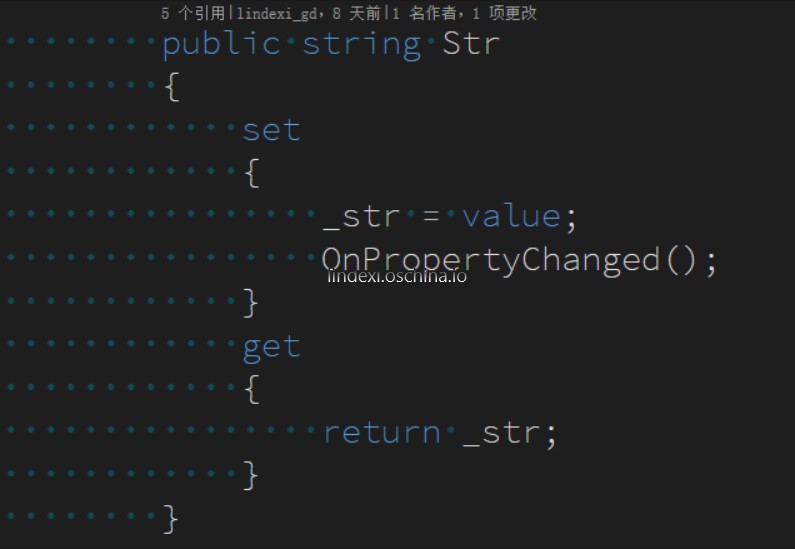 5 个引用|lindexi_gd，8 天前|1 名作者，1 项更改
public string Str
{
set
{
_str = value;
OnPropertyChanged();
lindexi.oschina.io
}
get
{
return _str;
}
}